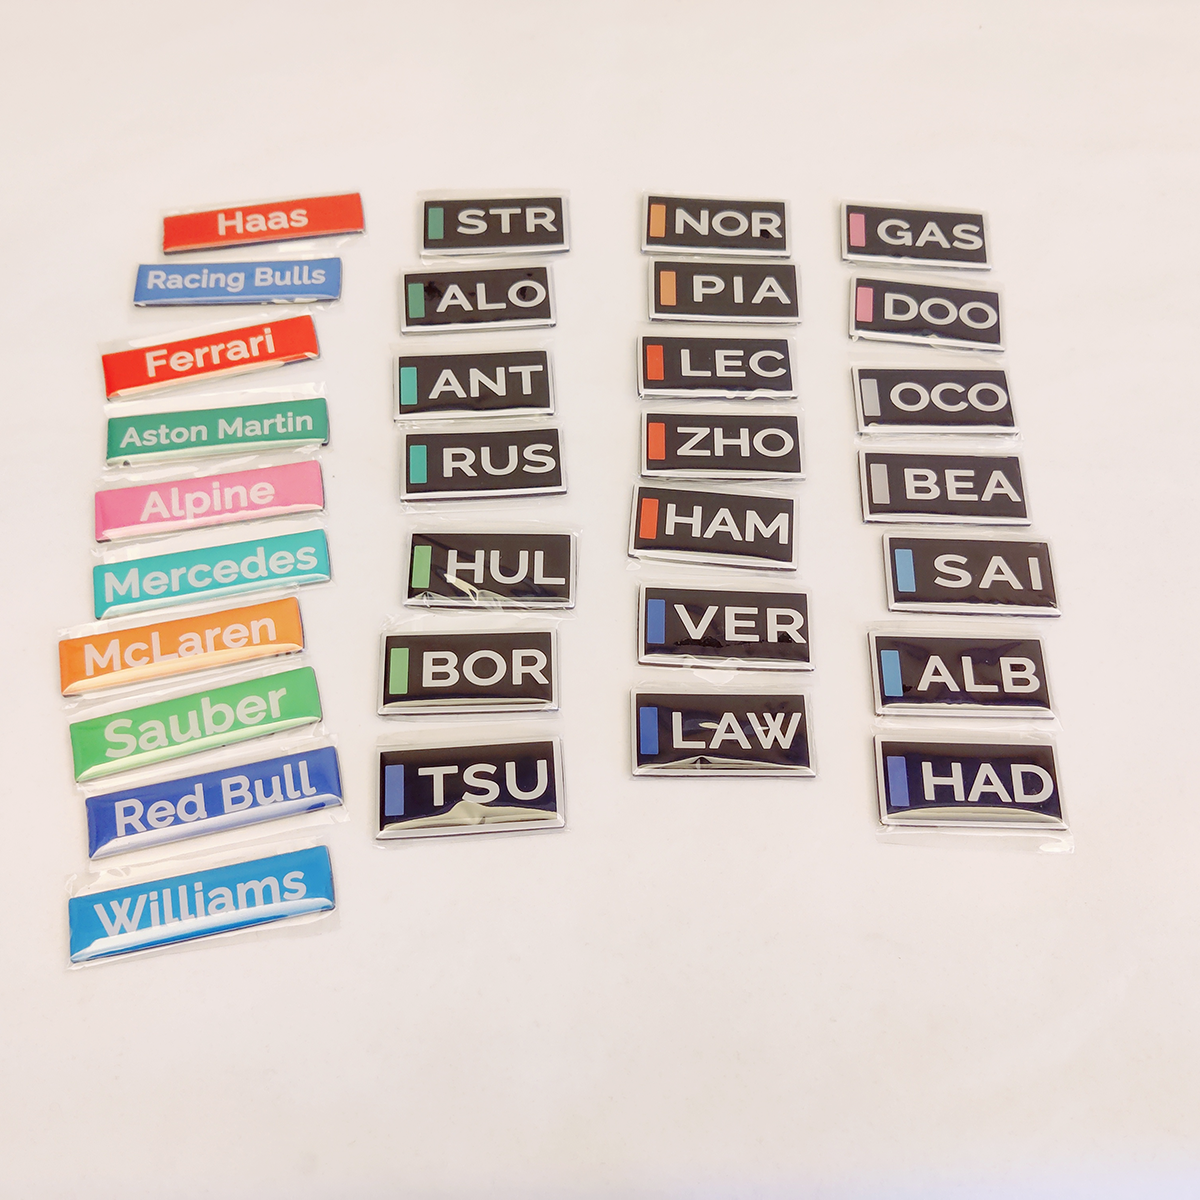 Haas
Racing Bulls
Ferrari
Aston Martin
Alpine
Mercedes
McLaren
Sauber
Red Bull
Williams
STR
ALO
ANT
RUS
HUL
BOR
TSU
NOR
PIA
LEC
ZHO
HAM
VER
LAW
GAS
DOO
OCO
BEA
SAI
ALB
HAD